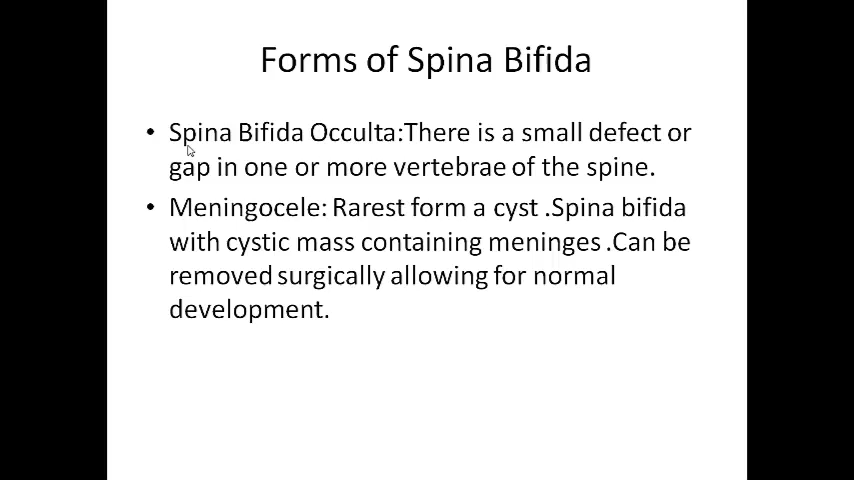 Forms of Spina Bifida
• Spina Bifida Occulta:There is a small defect or
gap in one or more vertebrae of the spine.
• Meningocele: Rarest form a cyst .Spina bifida
with cystic mass containing meninges .Can be
removed surgically allowing for normal
development.